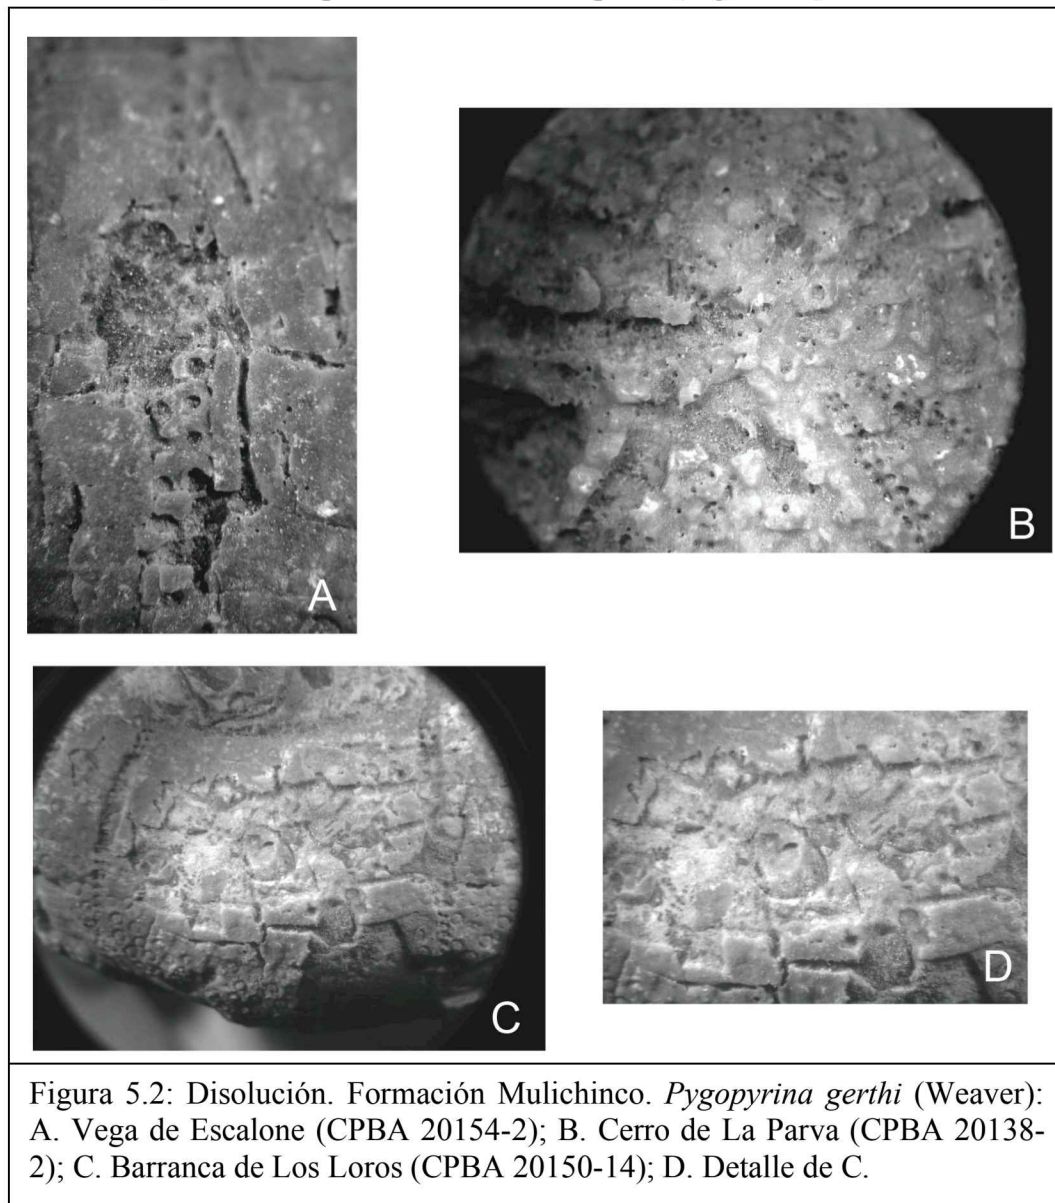 A
B
C
D
Figura 5.2: Disolución. Formación Mulichinco. Pygopyrina gerthi (Weaver):
A. Vega de Escalone (CPBA 20154-2); B. Cerro de La Parva (CPBA 20138-
2); C. Barranca de Los Loros (CPBA 20150-14); D. Detalle de C.